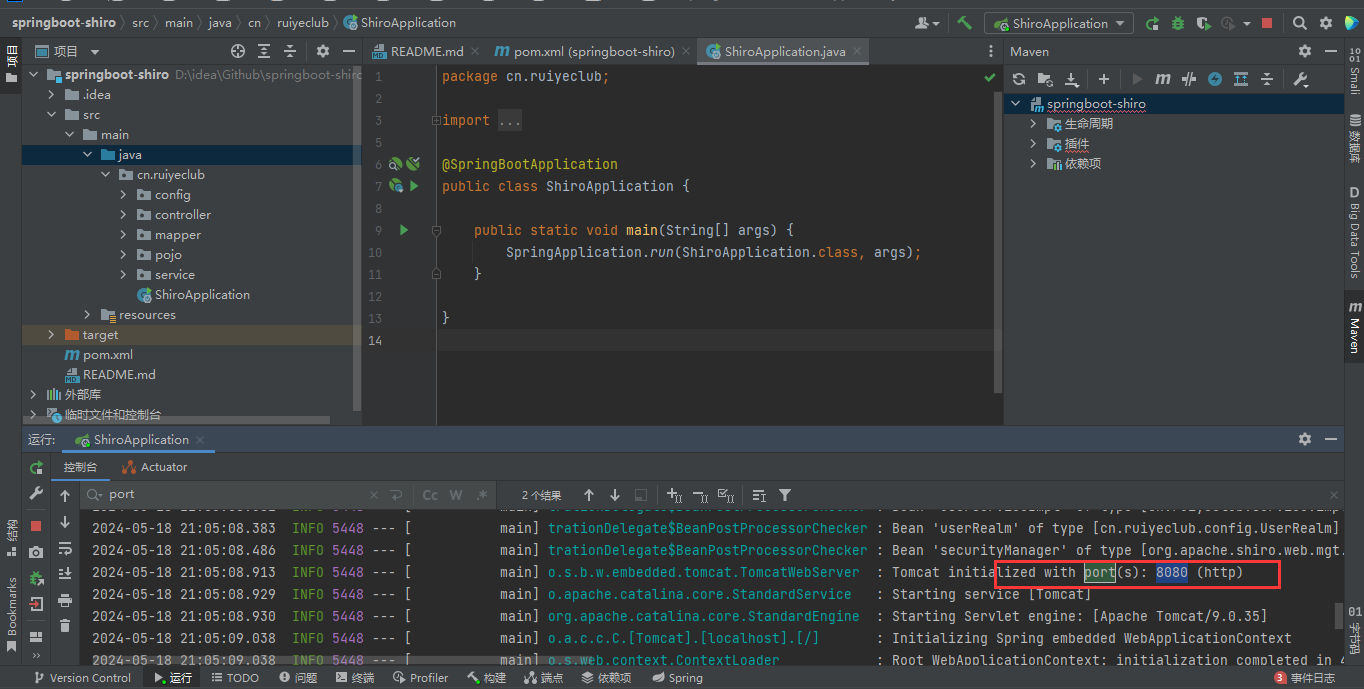 springboot-shiro › src › main › java › cn › ruiyeclub › ShiroApplication
ShiroApplication
项目
项目
README.md
pom.xml (springboot-shiro)
ShiroApplication.java
Maven
springboot-shiro D:\idea\Github\springboot-shiro
.idea
src
main
java
cn.ruiyeclub
config
controller
mapper
pojo
service
ShiroApplication
resources
target
pom.xml
README.md
外部库
临时文件和控制台
1 package cn.ruiyeclub;
2
3 import ...
5
6 @SpringBootApplication
7 public class ShiroApplication {
8
9 public static void main(String[] args) {
10 SpringApplication.run(ShiroApplication.class, args);
11 }
12
13 }
14
springboot-shiro
生命周期
插件
依赖项
Smali
数据库
Big Data Tools
Maven
字节码
运行: ShiroApplication
控制台 Actuator
port Cc W .* 2 个结果
2024-05-18 21:05:08.383 INFO 5448 --- [ main] trationDelegate$BeanPostProcessorChecker : Bean 'userRealm' of type [cn.ruiyeclub.config.UserRealm]
2024-05-18 21:05:08.486 INFO 5448 --- [ main] trationDelegate$BeanPostProcessorChecker : Bean 'securityManager' of type [org.apache.shiro.web.mgt.
2024-05-18 21:05:08.913 INFO 5448 --- [ main] o.s.b.w.embedded.tomcat.TomcatWebServer : Tomcat initialized with port(s): 8080 (http)
2024-05-18 21:05:08.929 INFO 5448 --- [ main] o.apache.catalina.core.StandardService : Starting service [Tomcat]
2024-05-18 21:05:08.930 INFO 5448 --- [ main] org.apache.catalina.core.StandardEngine : Starting Servlet engine: [Apache Tomcat/9.0.35]
2024-05-18 21:05:09.038 INFO 5448 --- [ main] o.a.c.c.C.[Tomcat].[localhost].[/] : Initializing Spring embedded WebApplicationContext
2024-05-18 21:05:09.038 INFO 5448 --- [ main] o.s.web.context.ContextLoader : Root WebApplicationContext: initialization completed in 4
结构
Bookmarks
Version Control 运行 TODO 问题 终端 Profiler 构建 端点 依赖项 Spring 3 事件日志